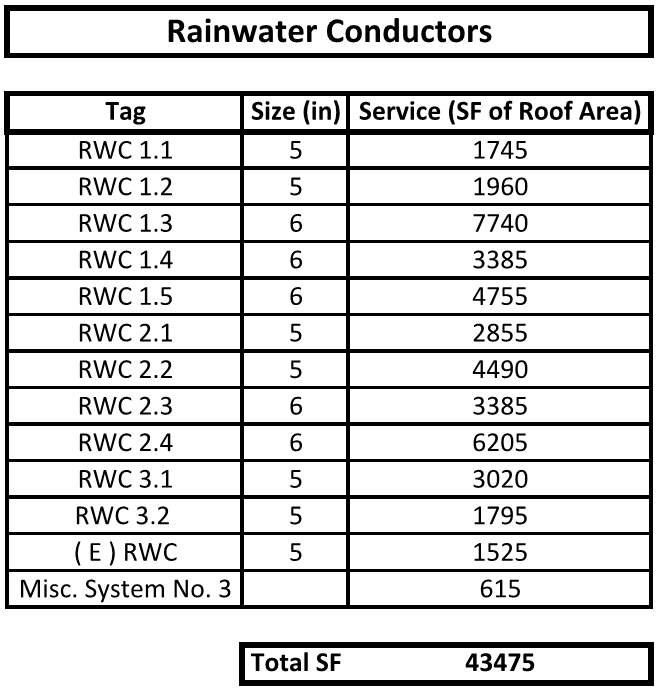 Rainwater Conductors
Tag Size (in) Service (SF of Roof Area)
RWC 1.1 5 1745
RWC 1.2 5 1960
RWC 1.3 6 7740
RWC 1.4 6 3385
RWC 1.5 6 4755
RWC 2.1 5 2855
RWC 2.2 5 4490
RWC 2.3 6 3385
RWC 2.4 6 6205
RWC 3.1 5 3020
RWC 3.2 5 1795
( E ) RWC 5 1525
Misc. System No. 3 615
Total SF 43475